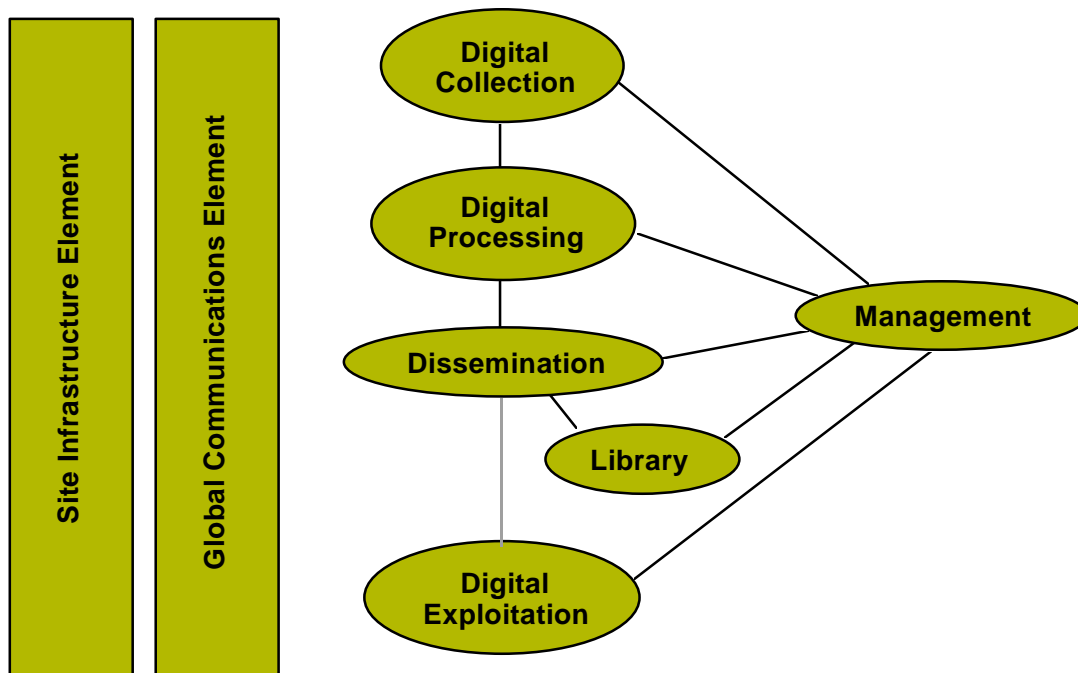 Site Infrastructure Element
Global Communications Element
Digital
Collection
Digital
Processing
Management
Dissemination
Library
Digital
Exploitation